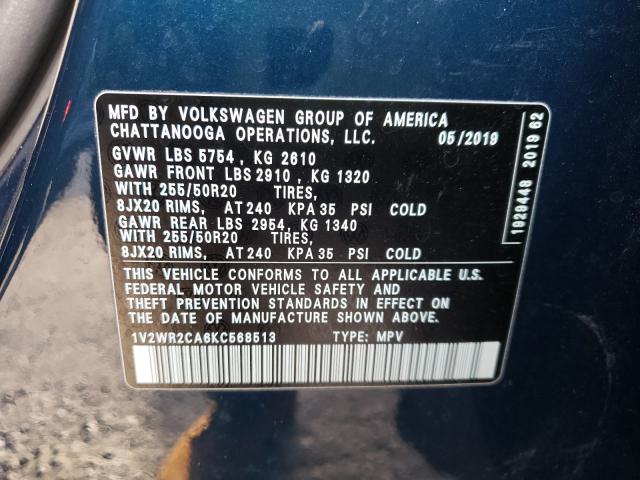 MFD BY VOLKSWAGEN GROUP OF AMERICA
CHATTANOOGA OPERATIONS, LLC. 05/2019
GVWR LBS 5754 , KG 2610
GAWR FRONT LBS 2910 , KG 1320
WITH 255/50R20 TIRES,
8JX20 RIMS, AT 240 KPA 35 PSI COLD
GAWR REAR LBS 2954 , KG 1340
WITH 255/50R20 TIRES,
8JX20 RIMS, AT 240 KPA 35 PSI COLD
THIS VEHICLE CONFORMS TO ALL APPLICABLE U.S.
FEDERAL MOTOR VEHICLE SAFETY AND
THEFT PREVENTION STANDARDS IN EFFECT ON
THE DATE OF MANUFACTURE SHOWN ABOVE.
1V2WR2CA6KC568513 TYPE: MPV
1929448 2019 62